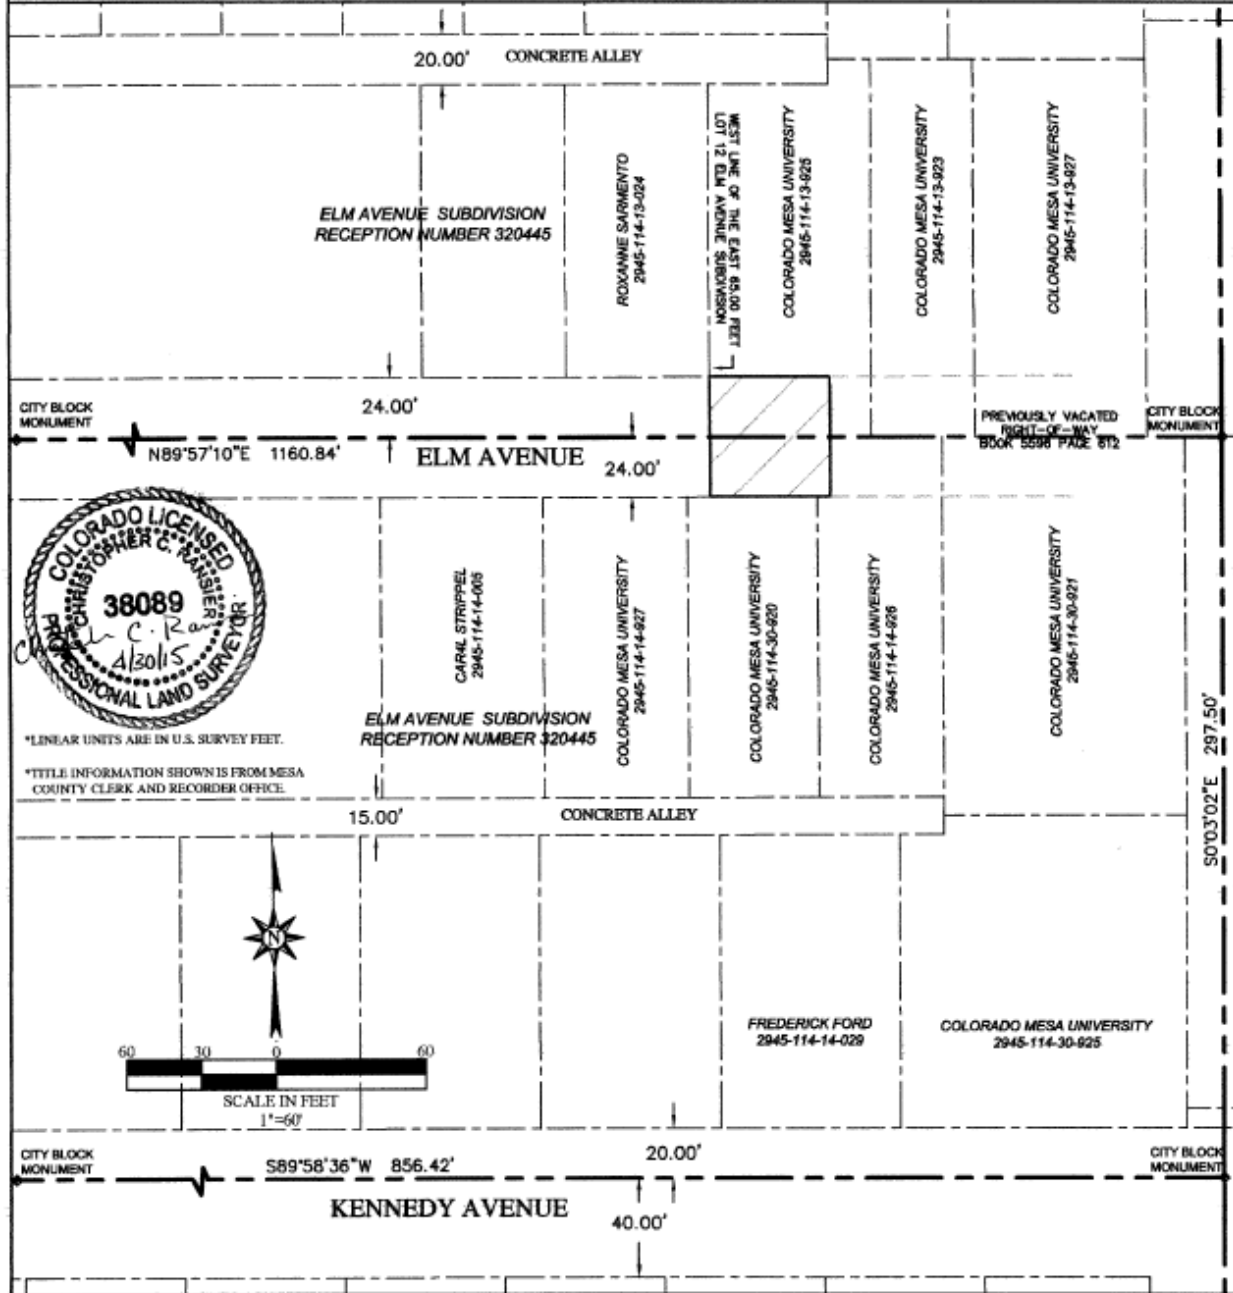 20.00' CONCRETE ALLEY
ELM AVENUE SUBDIVISION
RECEPTION NUMBER 320445
ROXANNE SARMENTO
2945-114-13-024
WEST LINE OF THE EAST 65.00 FEET
LOT 12 ELM AVENUE SUBDIVISION
COLORADO MESA UNIVERSITY
2945-114-13-925
COLORADO MESA UNIVERSITY
2945-114-13-923
COLORADO MESA UNIVERSITY
2945-114-13-927
CITY BLOCK
MONUMENT
24.00'
N89°57'10"E 1160.84'
ELM AVENUE
24.00'
PREVIOUSLY VACATED
RIGHT-OF-WAY
BOOK 5598 PAGE 612
CITY BLOCK
MONUMENT
COLORADO LICENSED
CHRISTOPHER C. RANSIER
38089
4/30/15
PROFESSIONAL LAND SURVEYOR
CAR4L STRIPPEL
2945-114-14-005
COLORADO MESA UNIVERSITY
2945-114-14-927
COLORADO MESA UNIVERSITY
2945-114-30-920
COLORADO MESA UNIVERSITY
2945-114-14-926
COLORADO MESA UNIVERSITY
2945-114-30-921
ELM AVENUE SUBDIVISION
RECEPTION NUMBER 320445
*LINEAR UNITS ARE IN U.S. SURVEY FEET.
*TITLE INFORMATION SHOWN IS FROM MESA
COUNTY CLERK AND RECORDER OFFICE.
S0°03'02"E 297.50'
15.00'
CONCRETE ALLEY
N
60 30 0 60
SCALE IN FEET
1"=60'
FREDERICK FORD
2945-114-14-029
COLORADO MESA UNIVERSITY
2945-114-30-925
CITY BLOCK
MONUMENT
S89°58'36"W 856.42'
20.00'
CITY BLOCK
MONUMENT
KENNEDY AVENUE
40.00'